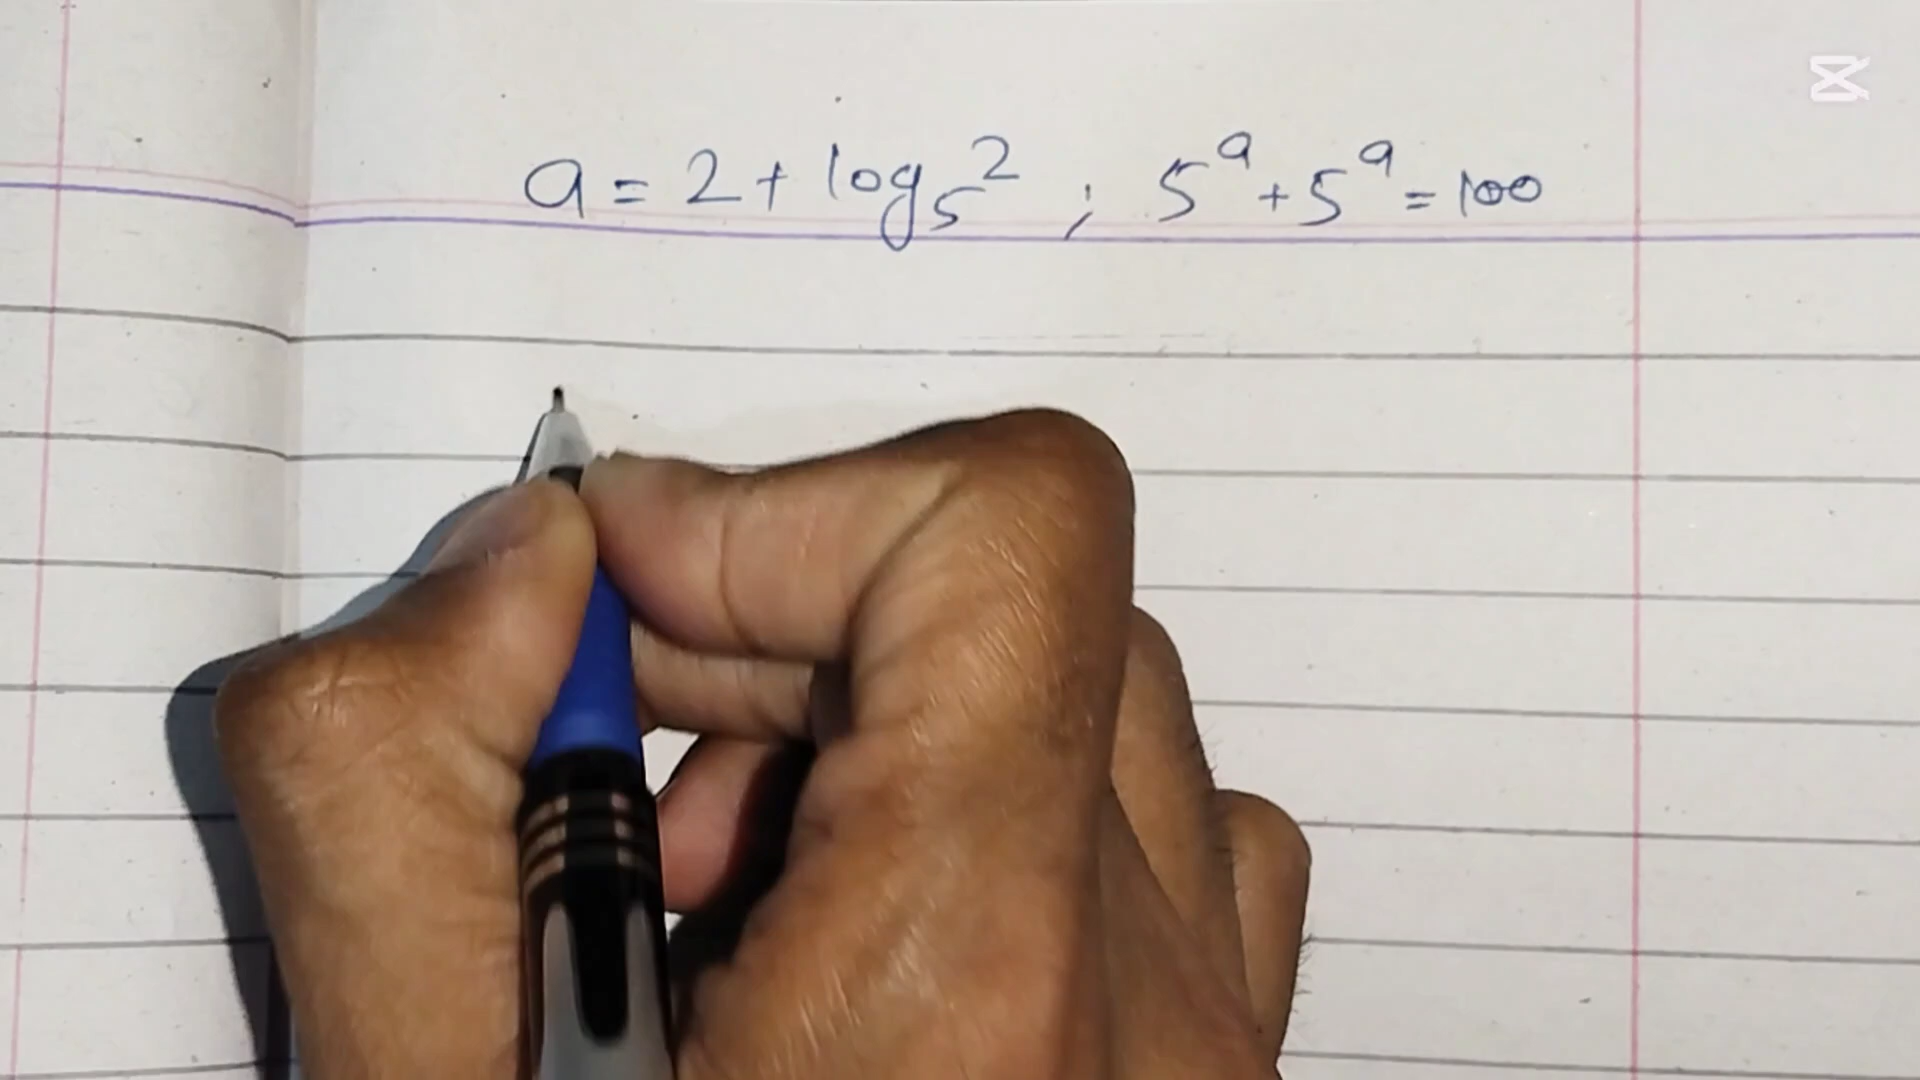 a = 2 + log₅2 ; 5ᵃ + 5ᵃ = 100